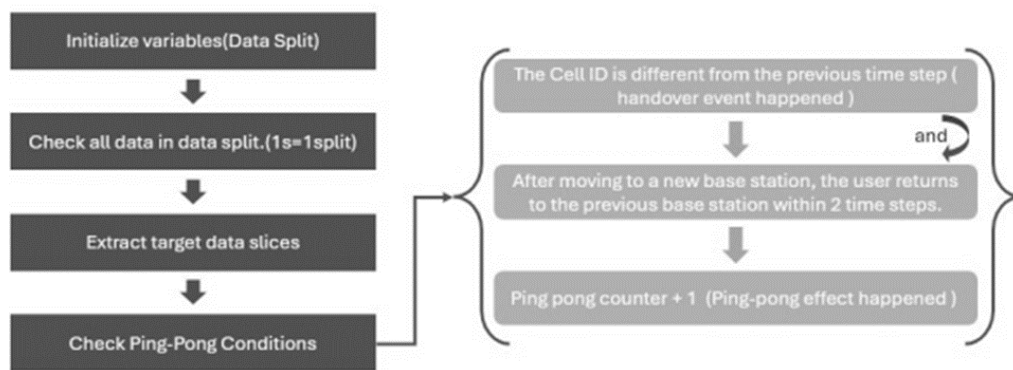 Initialize variables(Data Split)
Check all data in data split.(1s=1split)
Extract target data slices
Check Ping-Pong Conditions
The Cell ID is different from the previous time step (
handover event happened )
and
After moving to a new base station, the user returns
to the previous base station within 2 time steps.
Ping pong counter + 1 (Ping-pong effect happened )